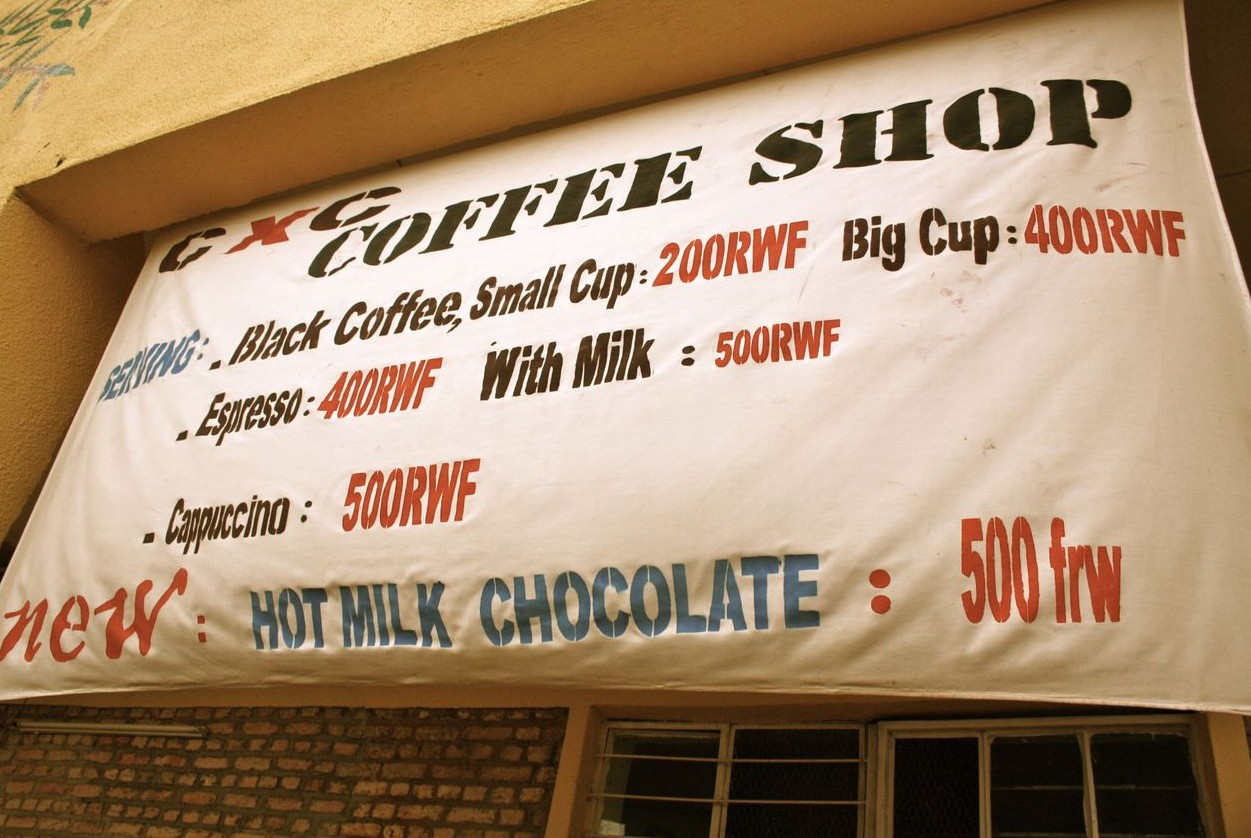 CXC
COFFEE SHOP
SERVING: - Black Coffee, Small Cup: 200RWF Big Cup: 400RWF
- Espresso: 400RWF With Milk : 500RWF
- Cappuccino : 500RWF
new : HOT MILK CHOCOLATE : 500 frw